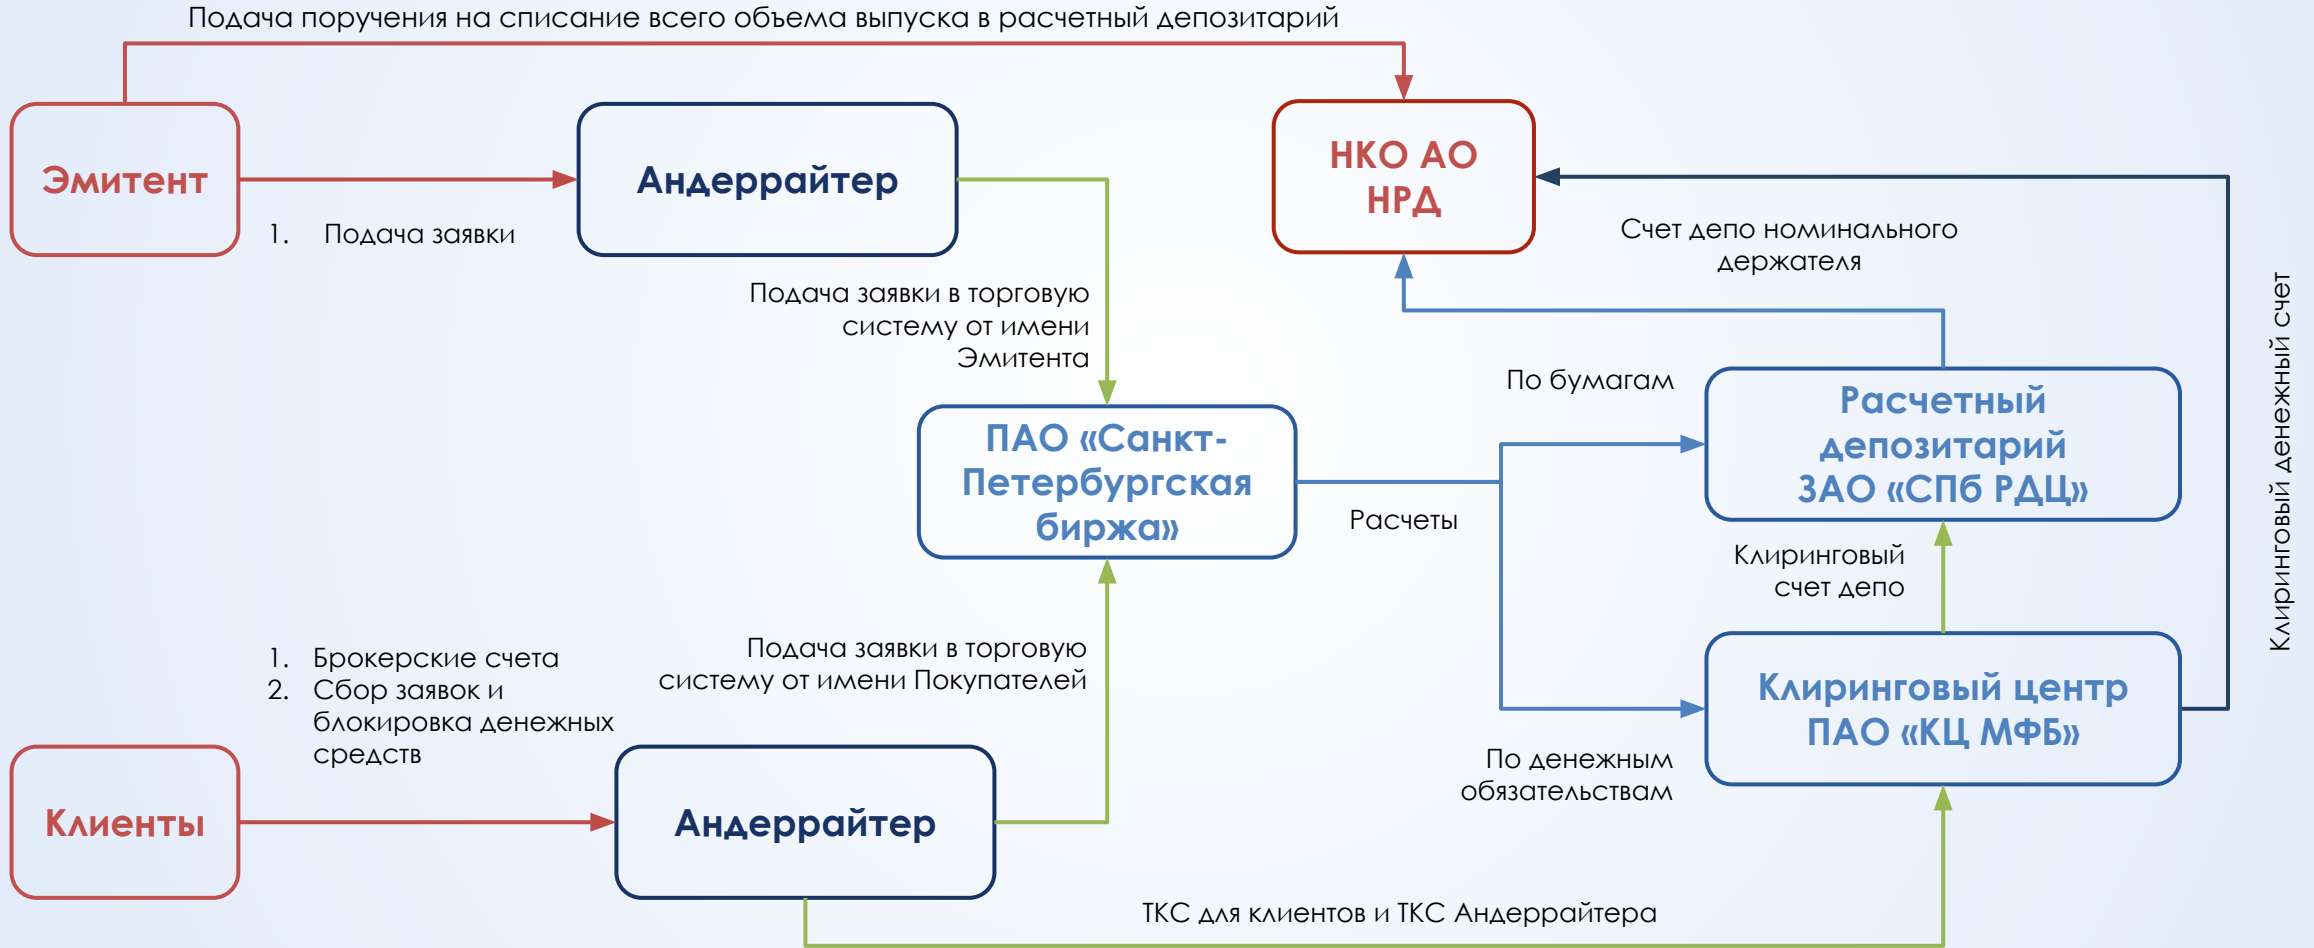 Подача поручения на списание всего объема выпуска в расчетный депозитарий
Эмитент
1. Подача заявки
Андеррайтер
НКО АО
НРД
Счет депо номинального
держателя
Клиринговый денежный счет
Подача заявки в торговую
систему от имени
Эмитента
По бумагам
Расчетный
депозитарий
ЗАО «СПб РДЦ»
ПАО «Санкт-
Петербургская
биржа»
Расчеты
Клиринговый
счет депо
1. Брокерские счета
2. Сбор заявок и
блокировка денежных
средств
Подача заявки в торговую
систему от имени Покупателей
Клиринговый центр
ПАО «КЦ МФБ»
По денежным
обязательствам
Клиенты
Андеррайтер
ТКС для клиентов и ТКС Андеррайтера